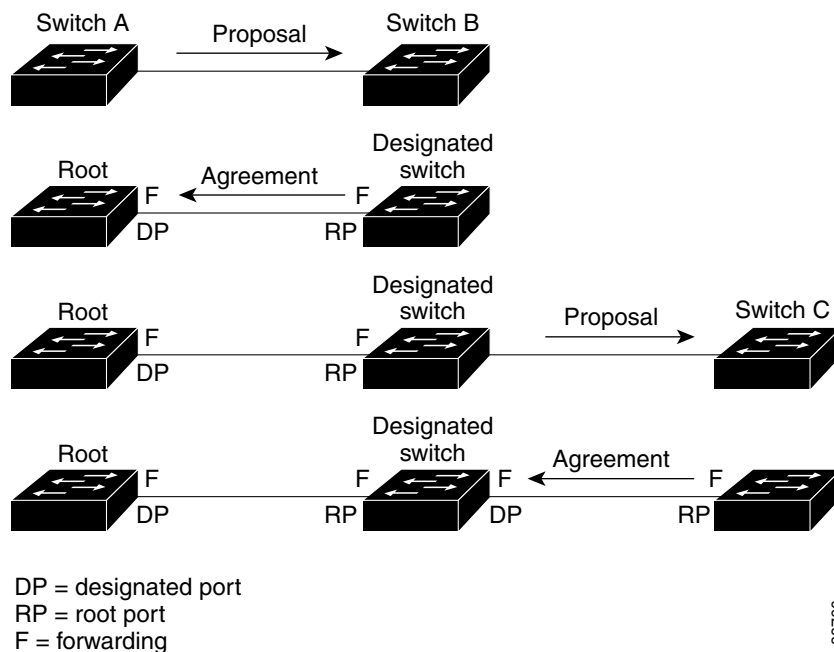 Switch A
Proposal
Switch B
Root
F
Agreement
F
Designated
switch
DP
RP
Root
F
Designated
switch
F
Proposal
Switch C
DP
RP
Root
F
Designated
switch
F
F
Agreement
F
DP
RP
DP
RP
DP = designated port
RP = root port
F = forwarding